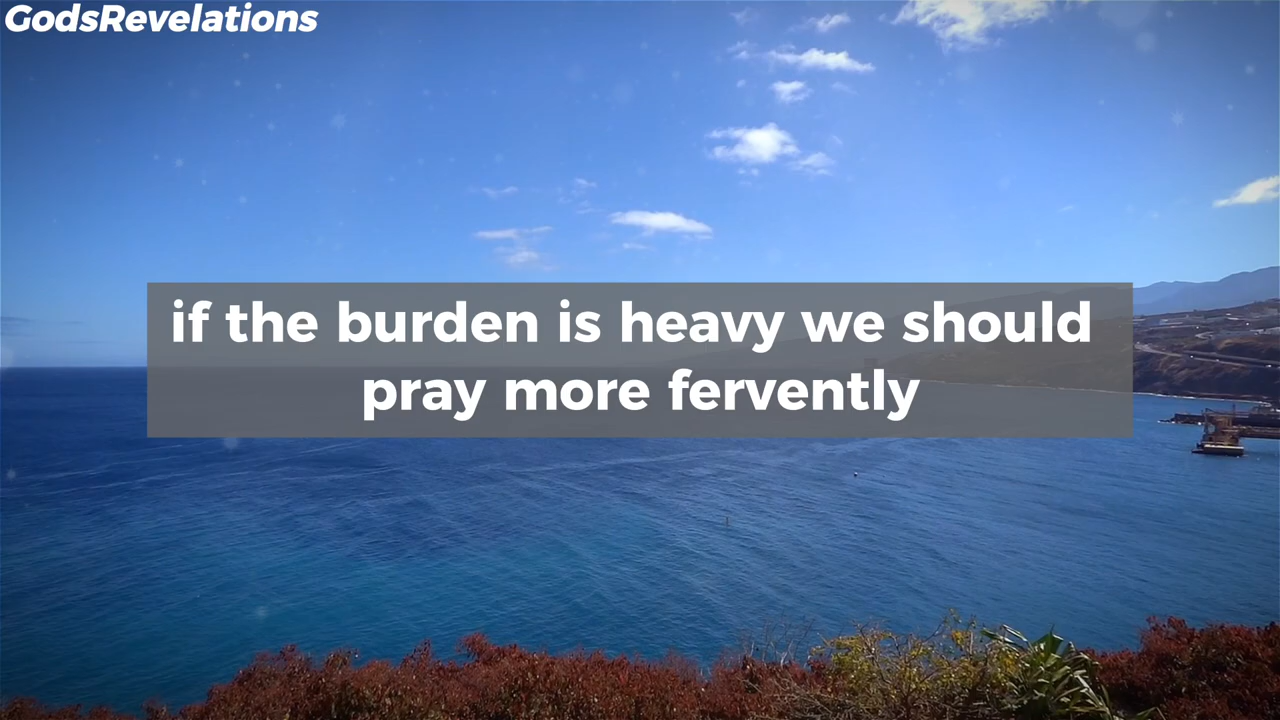 GodsRevelations
if the burden is heavy we should
pray more fervently